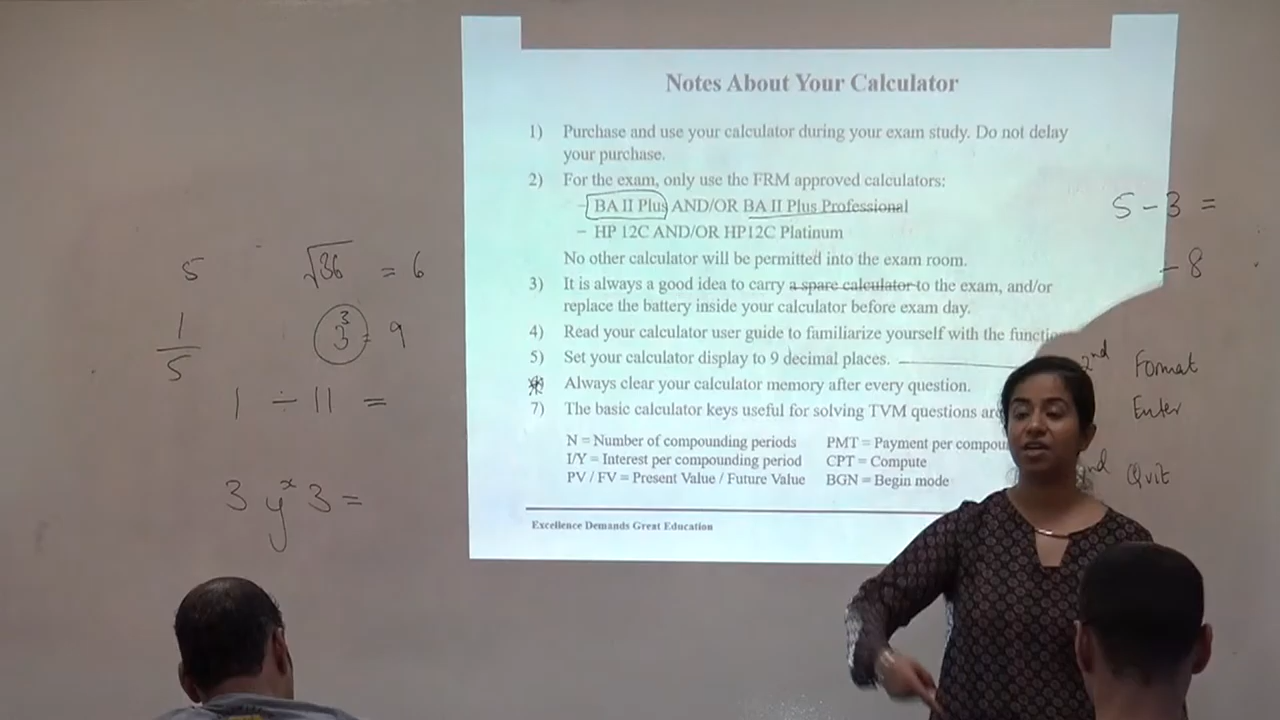 Notes About Your Calculator
1) Purchase and use your calculator during your exam study. Do not delay
your purchase.
2) For the exam, only use the FRM approved calculators:
– BA II Plus AND/OR BA II Plus Professional
– HP 12C AND/OR HP12C Platinum
No other calculator will be permitted into the exam room.
3) It is always a good idea to carry a spare calculator to the exam, and/or
replace the battery inside your calculator before exam day.
4) Read your calculator user guide to familiarize yourself with the functio
5) Set your calculator display to 9 decimal places.
Always clear your calculator memory after every question.
7) The basic calculator keys useful for solving TVM questions are
N = Number of compounding periods
I/Y = Interest per compounding period
PV / FV = Present Value / Future Value
PMT = Payment per compou
CPT = Compute
BGN = Begin mode
Excellence Demands Great Education
5
√36 = 6
1
5
3³ = 9
1 ÷ 11 =
3 yˣ 3 =
5 – 3 =
– 8
2nd Format
Enter
nd Quit